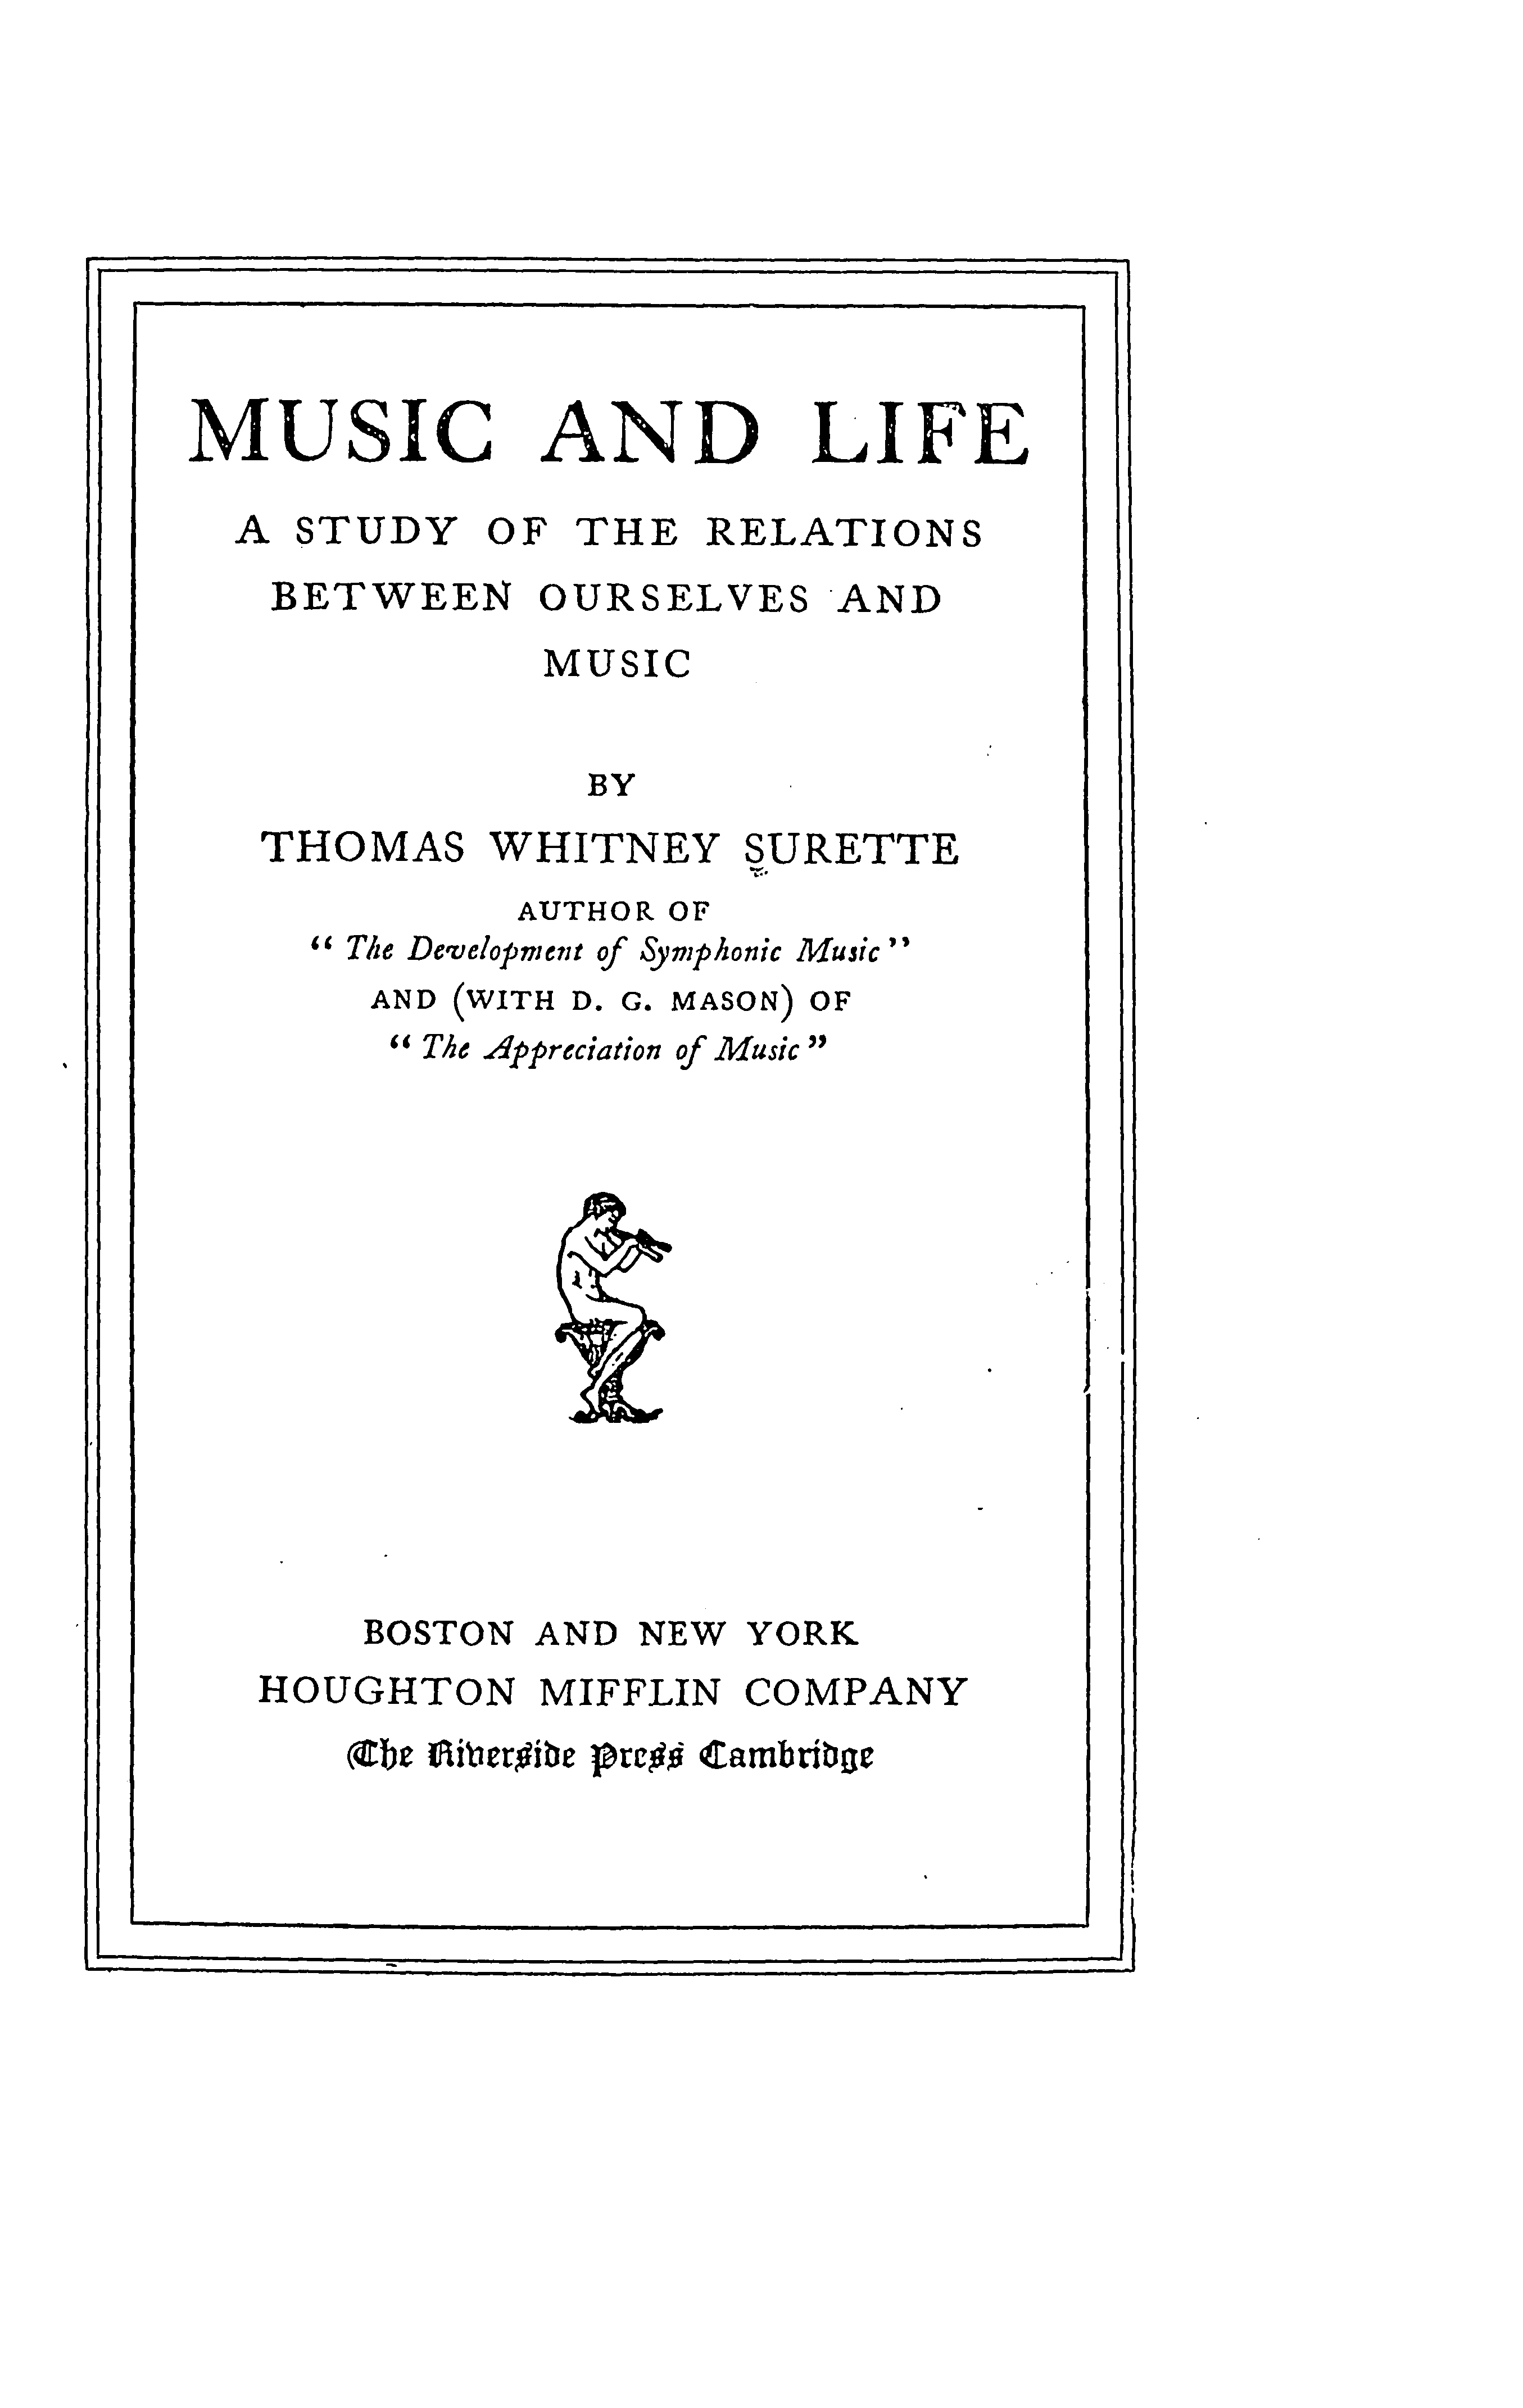 MUSIC AND LIFE
A STUDY OF THE RELATIONS
BETWEEN OURSELVES AND
MUSIC
BY
THOMAS WHITNEY SURETTE
AUTHOR OF
“ The Development of Symphonic Music ”
AND (WITH D. G. MASON) OF
“ The Appreciation of Music ”
BOSTON AND NEW YORK
HOUGHTON MIFFLIN COMPANY
The Riverside Press Cambridge